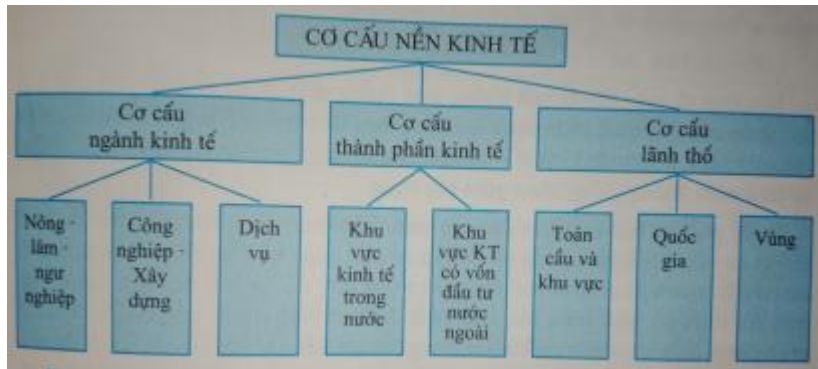 CƠ CẤU NỀN KINH TẾ
Cơ cấu
ngành kinh tế
Cơ cấu
thành phần kinh tế
Cơ cấu
lãnh thổ
Nông -
lâm -
ngư
nghiệp
Công
nghiệp -
Xây
dựng
Dịch
vụ
Khu
vực
kinh tế
trong
nước
Khu
vực KT
có vốn
đầu tư
nước
ngoài
Toàn
cầu và
khu vực
Quốc
gia
Vùng